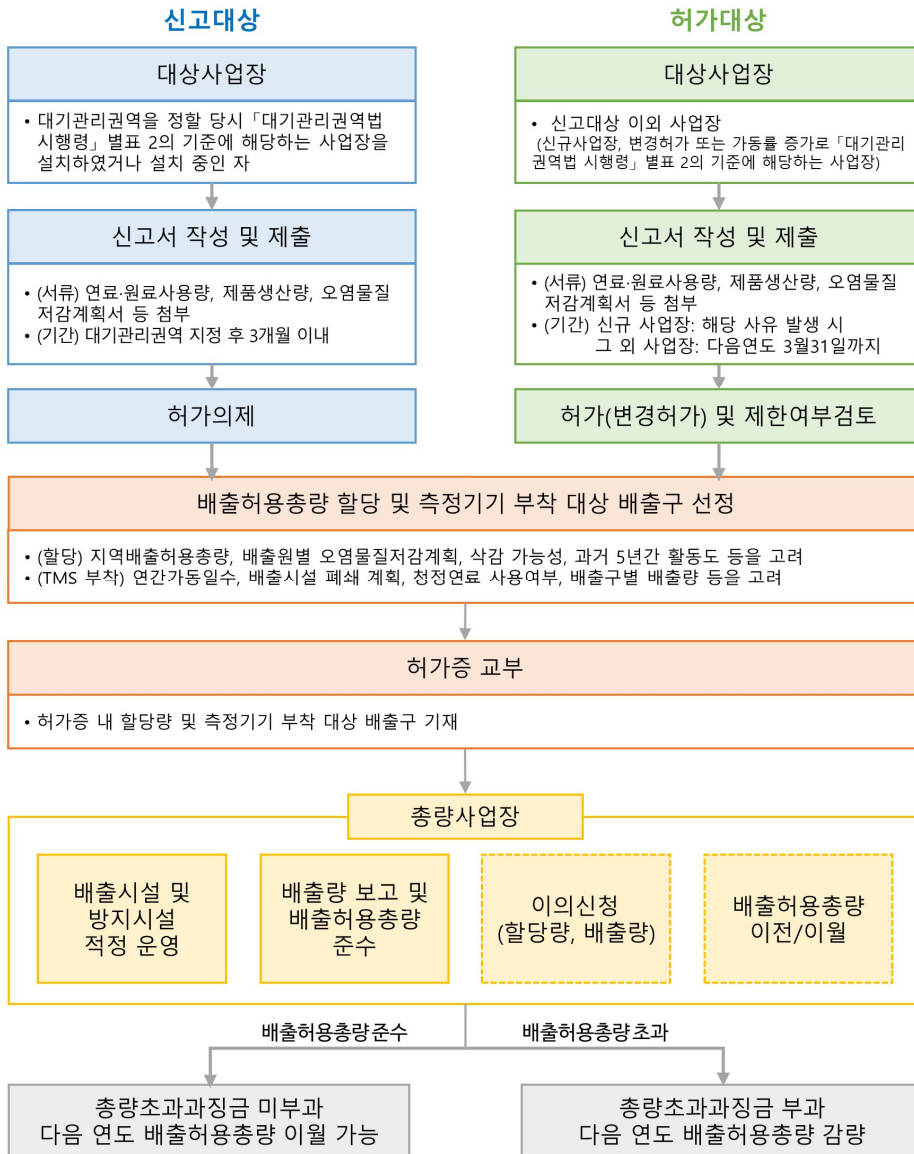 신고대상
대상사업장
• 대기관리권역을 정할 당시 「대기관리권역법
시행령」 별표 2의 기준에 해당하는 사업장을
설치하였거나 설치 중인 자
신고서 작성 및 제출
• (서류) 연료·원료사용량, 제품생산량, 오염물질
저감계획서 등 첨부
• (기간) 대기관리권역 지정 후 3개월 이내
허가의제
허가대상
대상사업장
• 신고대상 이외 사업장
(신규사업장, 변경허가 또는 가동률 증가로 「대기관리
권역법 시행령」 별표 2의 기준에 해당하는 사업장)
신고서 작성 및 제출
• (서류) 연료·원료사용량, 제품생산량, 오염물질
저감계획서 등 첨부
• (기간) 신규 사업장: 해당 사유 발생 시
그 외 사업장: 다음연도 3월31일까지
허가(변경허가) 및 제한여부검토
배출허용총량 할당 및 측정기기 부착 대상 배출구 선정
• (할당) 지역배출허용총량, 배출원별 오염물질저감계획, 삭감 가능성, 과거 5년간 활동도 등을 고려
• (TMS 부착) 연간가동일수, 배출시설 폐쇄 계획, 청정연료 사용여부, 배출구별 배출량 등을 고려
허가증 교부
• 허가증 내 할당량 및 측정기기 부착 대상 배출구 기재
총량사업장
배출시설 및
방지시설
적정 운영
배출량 보고 및
배출허용총량
준수
이의신청
(할당량, 배출량)
배출허용총량
이전/이월
배출허용총량 준수
배출허용총량 초과
총량초과과징금 미부과
다음 연도 배출허용총량 이월 가능
총량초과과징금 부과
다음 연도 배출허용총량 감량